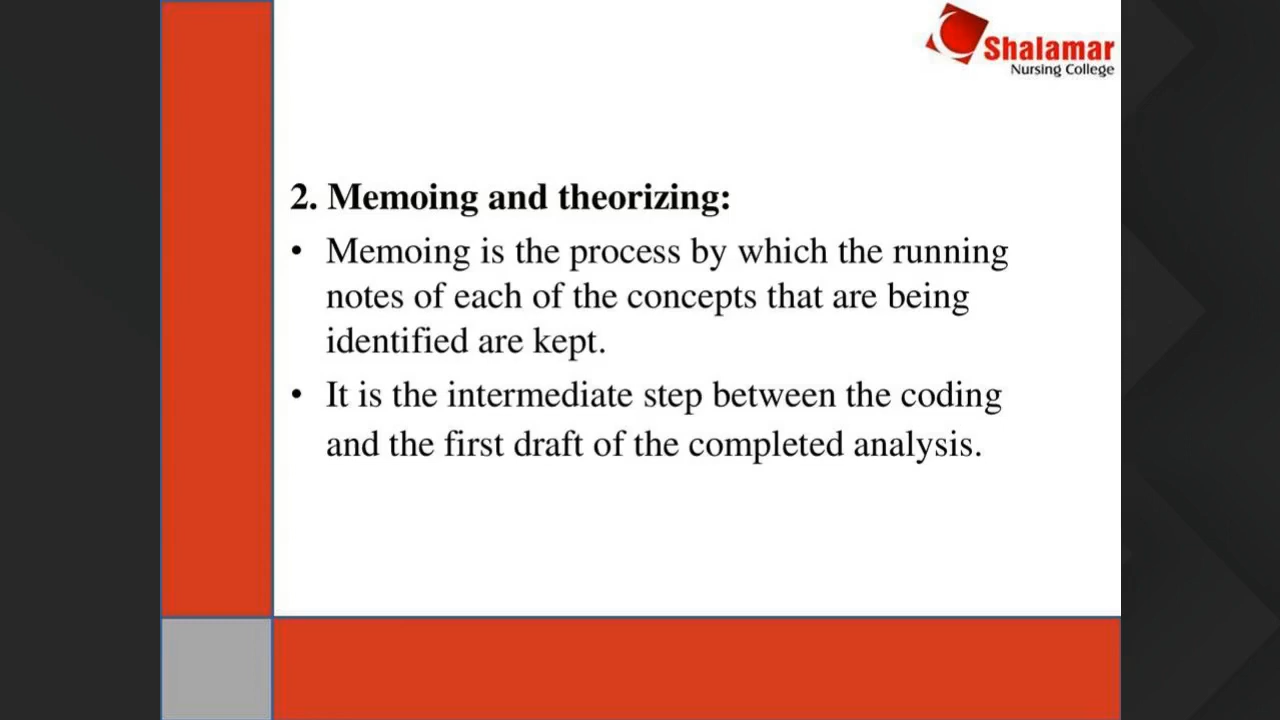 Shalamar
Nursing College
2. Memoing and theorizing:
• Memoing is the process by which the running
notes of each of the concepts that are being
identified are kept.
• It is the intermediate step between the coding
and the first draft of the completed analysis.